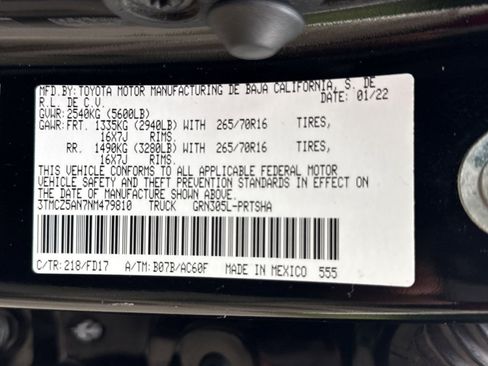 MFD.BY:TOYOTA MOTOR MANUFACTURING DE BAJA CALIFORNIA, S. DE
R.L. DE C.V. DATE: 01/22
GVWR:2540KG (5600LB)
GAWR:FRT. 1335KG (2940LB) WITH 265/70R16 TIRES,
16X7J RIMS.
RR. 1490KG (3280LB) WITH 265/70R16 TIRES,
16X7J RIMS.
THIS VEHICLE CONFORMS TO ALL APPLICABLE FEDERAL MOTOR
VEHICLE SAFETY AND THEFT PREVENTION STANDARDS IN EFFECT ON
THE DATE OF MANUFACTURE SHOWN ABOVE.
3TMCZ5AN7NM479810 TRUCK GRN305L-PRTSHA
C/TR:218/FD17 A/TM:B07B/AC60F MADE IN MEXICO 555